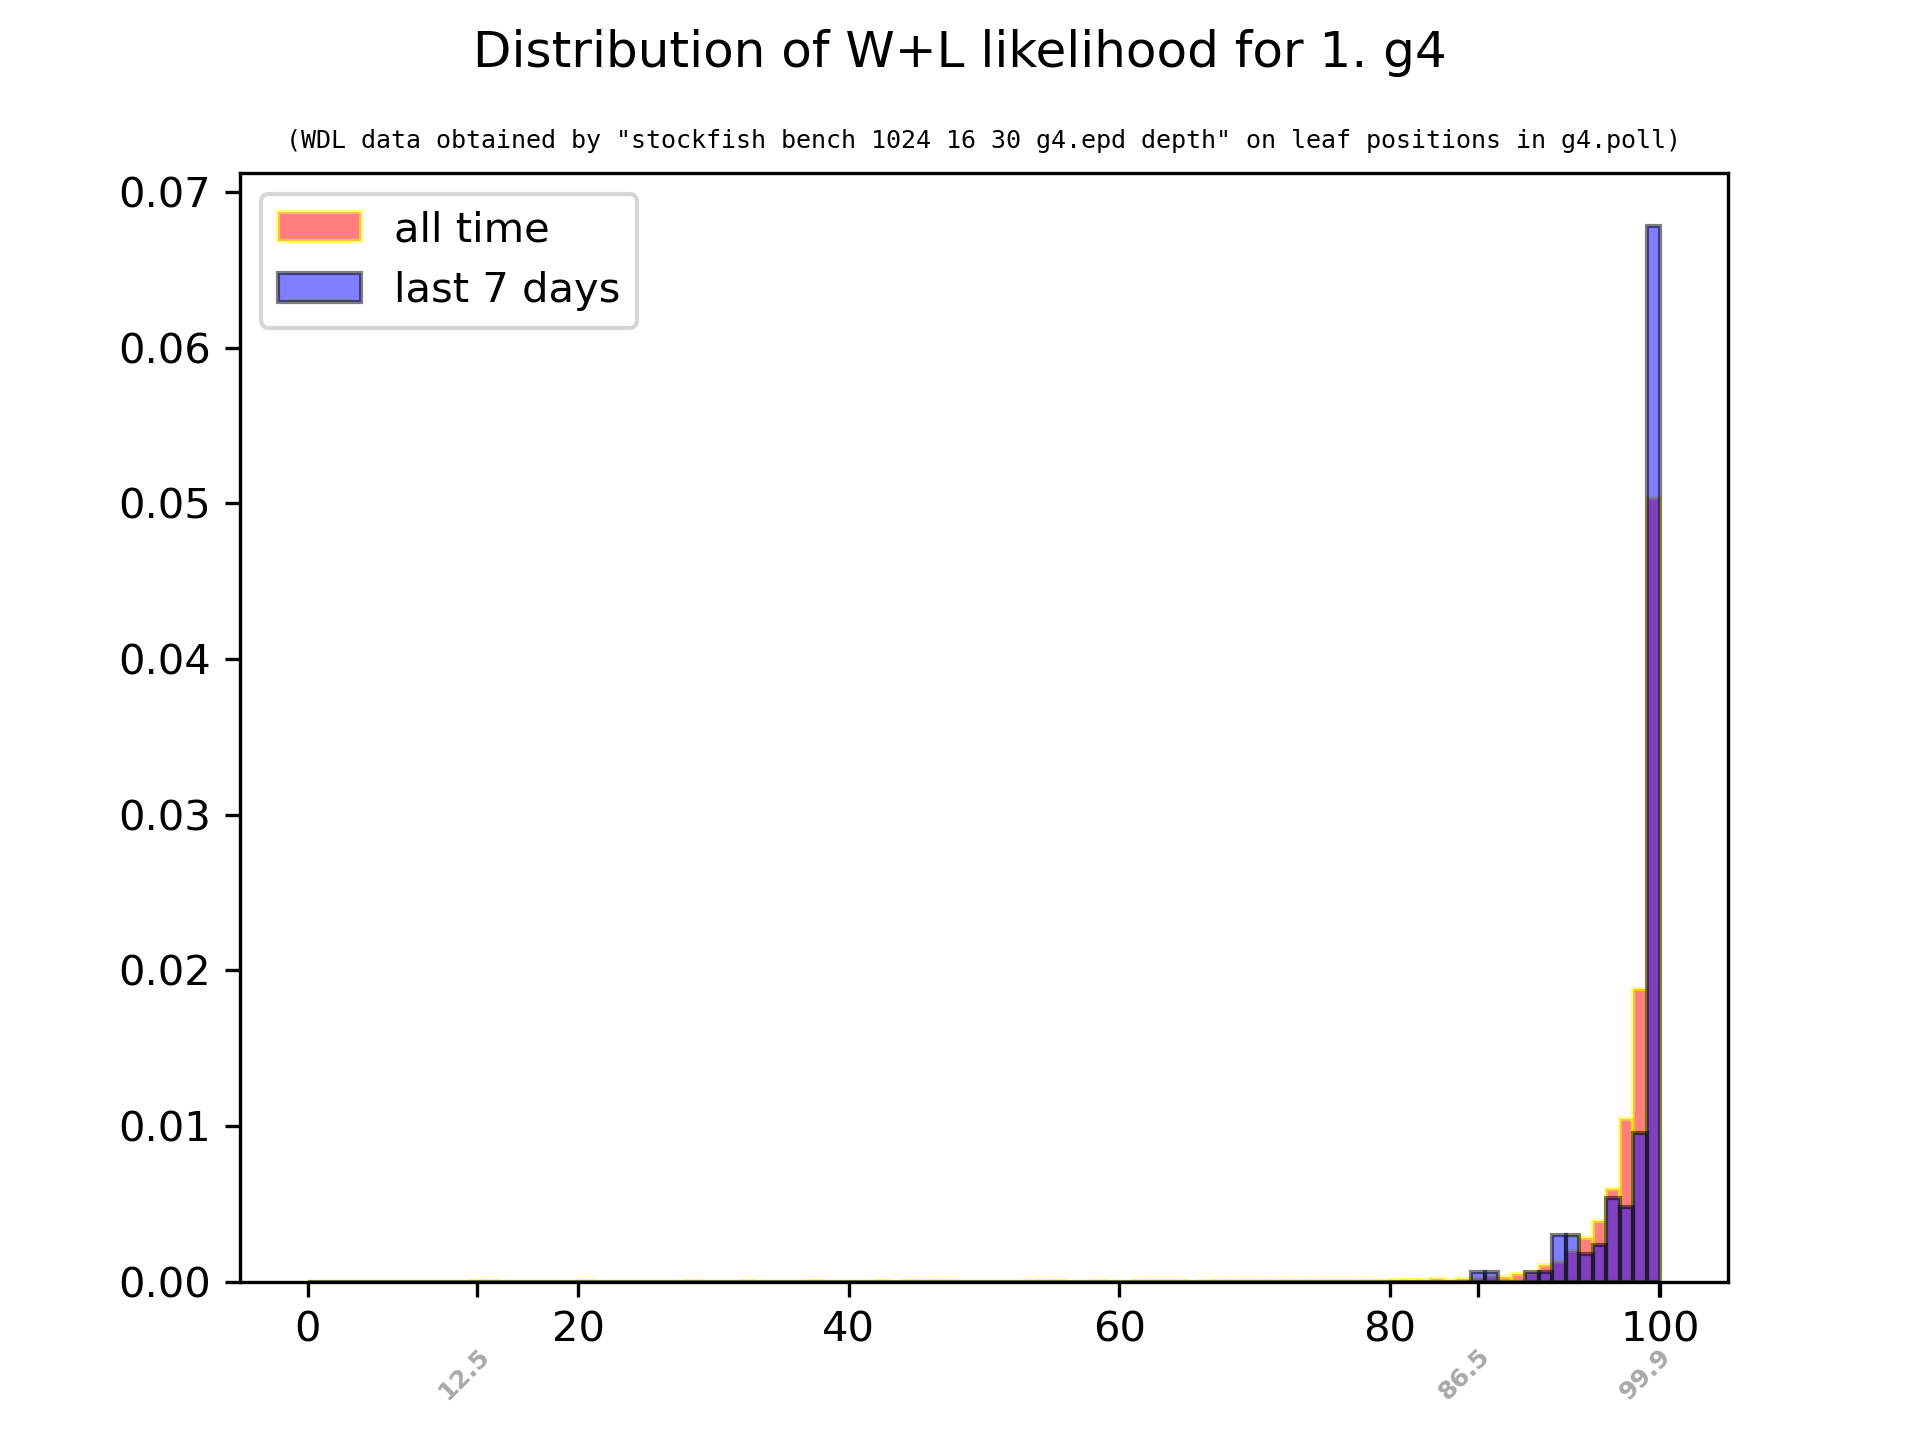 Distribution of W+L likelihood for 1. g4
(WDL data obtained by "stockfish bench 1024 16 30 g4.epd depth" on leaf positions in g4.poll)
all time
last 7 days
0.07
0.06
0.05
0.04
0.03
0.02
0.01
0.00
0 20 40 60 80 100
12.5 86.5 99.9